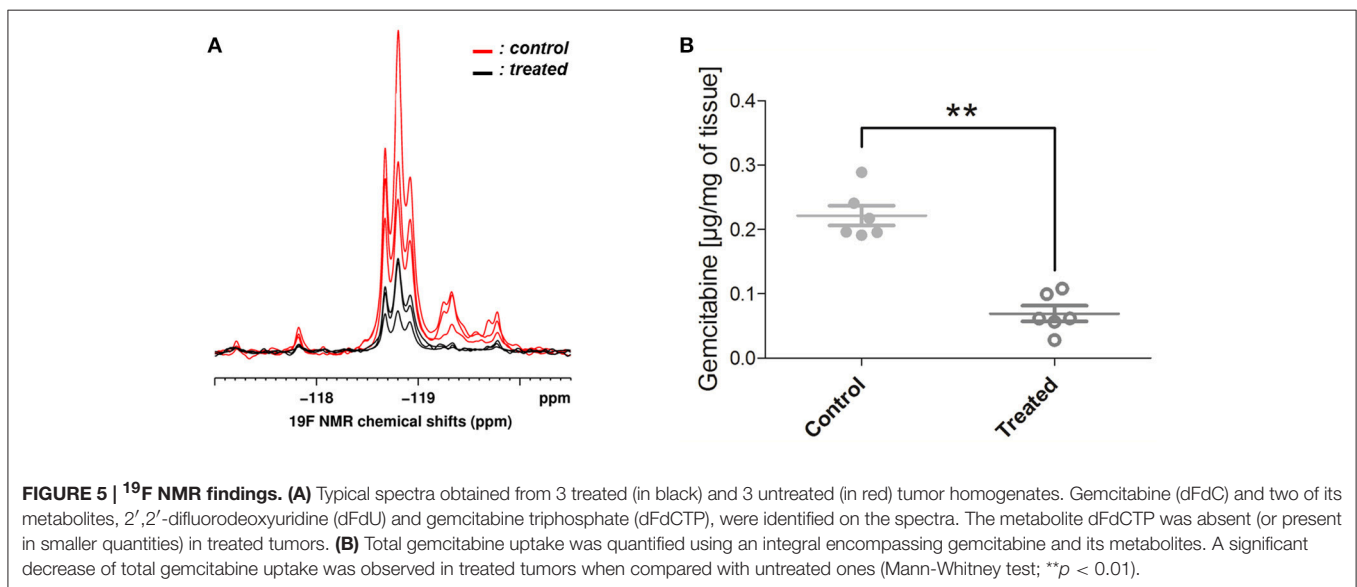 A
: control
: treated
−118
−119
ppm
19F NMR chemical shifts (ppm)
B
Gemcitabine [µg/mg of tissue]
0.4
0.3
0.2
0.1
0.0
**
Control
Treated
FIGURE 5 | 19F NMR findings. (A) Typical spectra obtained from 3 treated (in black) and 3 untreated (in red) tumor homogenates. Gemcitabine (dFdC) and two of its
metabolites, 2′,2′-difluorodeoxyuridine (dFdU) and gemcitabine triphosphate (dFdCTP), were identified on the spectra. The metabolite dFdCTP was absent (or present
in smaller quantities) in treated tumors. (B) Total gemcitabine uptake was quantified using an integral encompassing gemcitabine and its metabolites. A significant
decrease of total gemcitabine uptake was observed in treated tumors when compared with untreated ones (Mann-Whitney test; **p < 0.01).